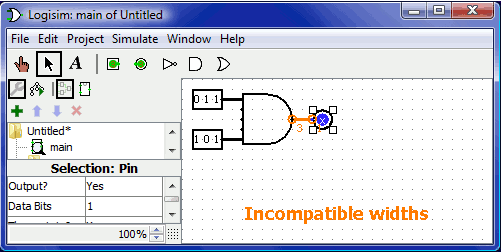 Logisim: main of Untitled
File Edit Project Simulate Window Help
A
Untitled*
main
Selection: Pin
Output? Yes
Data Bits 1
100%
0 1 1
1 0 1
3
x
Incompatible widths